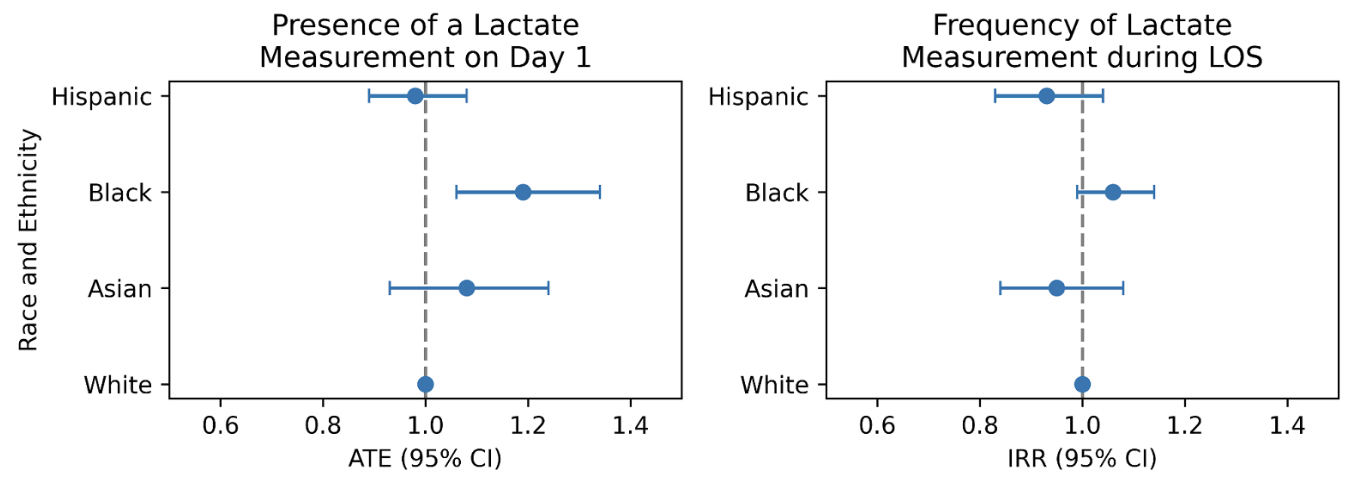 Presence of a Lactate
Measurement on Day 1
Race and Ethnicity
Hispanic
Black
Asian
White
0.6 0.8 1.0 1.2 1.4
ATE (95% CI)
Frequency of Lactate
Measurement during LOS
Hispanic
Black
Asian
White
0.6 0.8 1.0 1.2 1.4
IRR (95% CI)